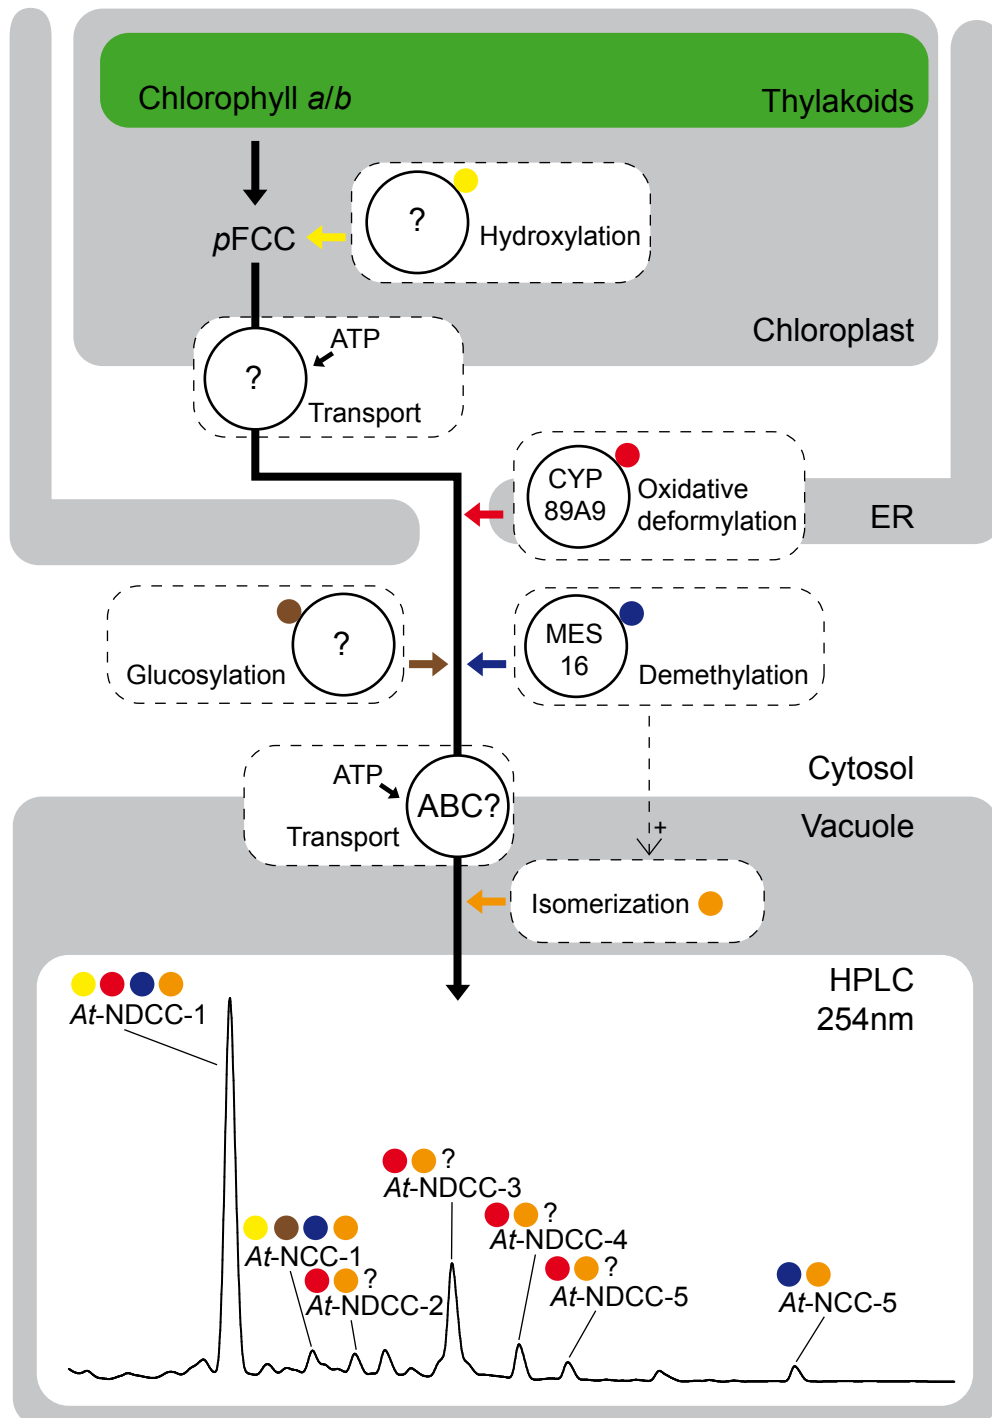 Chlorophyll a/b
Thylakoids
?
Hydroxylation
pFCC
Chloroplast
ATP
?
Transport
CYP
89A9
Oxidative
deformylation
ER
?
Glucosylation
MES
16
Demethylation
Cytosol
ATP
ABC?
Transport
Vacuole
+
Isomerization
HPLC
254nm
At-NDCC-1
?
At-NDCC-3
?
At-NDCC-4
At-NCC-1
?
At-NDCC-2
?
At-NDCC-5
At-NCC-5